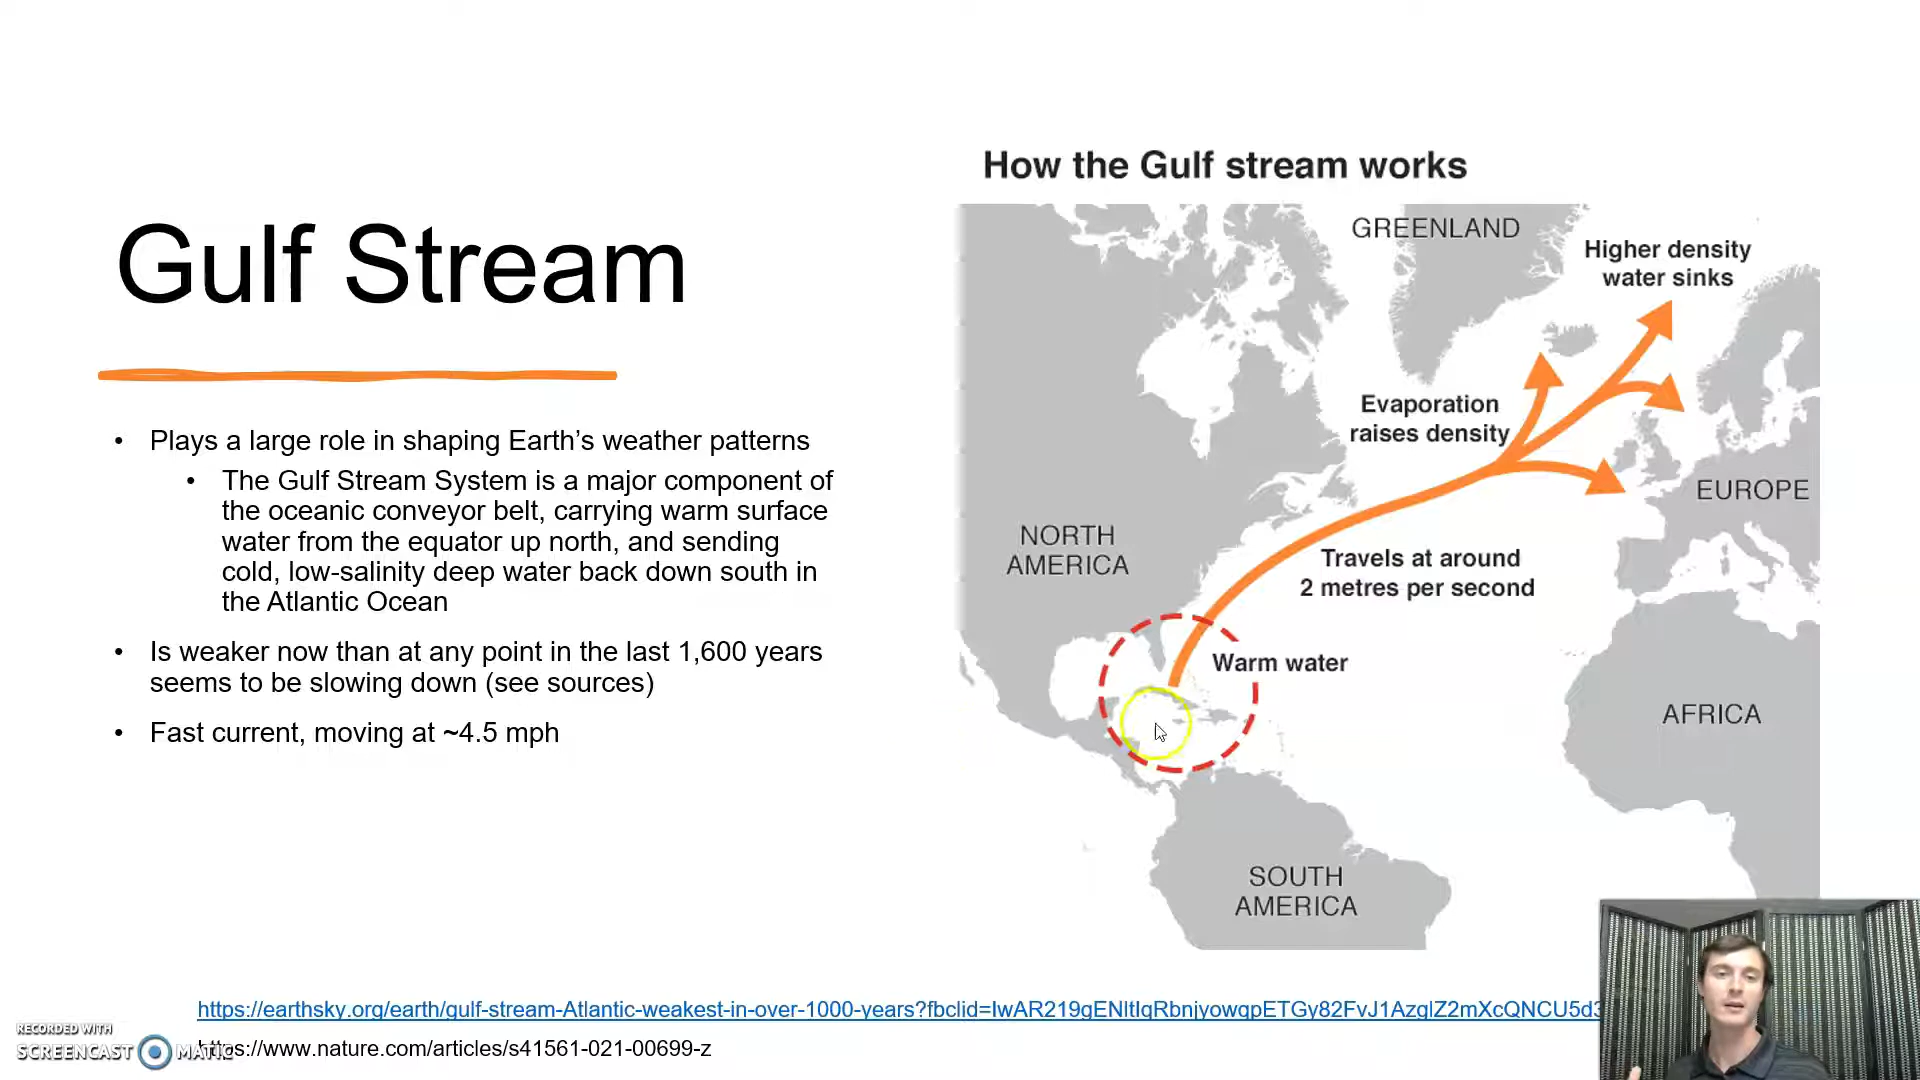 Gulf Stream
• Plays a large role in shaping Earth’s weather patterns
• The Gulf Stream System is a major component of
the oceanic conveyor belt, carrying warm surface
water from the equator up north, and sending
cold, low-salinity deep water back down south in
the Atlantic Ocean
• Is weaker now than at any point in the last 1,600 years
seems to be slowing down (see sources)
• Fast current, moving at ~4.5 mph
How the Gulf stream works
GREENLAND
Higher density
water sinks
Evaporation
raises density
EUROPE
NORTH
AMERICA
Travels at around
2 metres per second
Warm water
AFRICA
SOUTH
AMERICA
https://earthsky.org/earth/gulf-stream-Atlantic-weakest-in-over-1000-years?fbclid=IwAR219gENltIqRbnjyowqpETGy82FvJ1AzglZ2mXcQNCU5d3
https://www.nature.com/articles/s41561-021-00699-z
RECORDED WITH
SCREENCAST MATIC